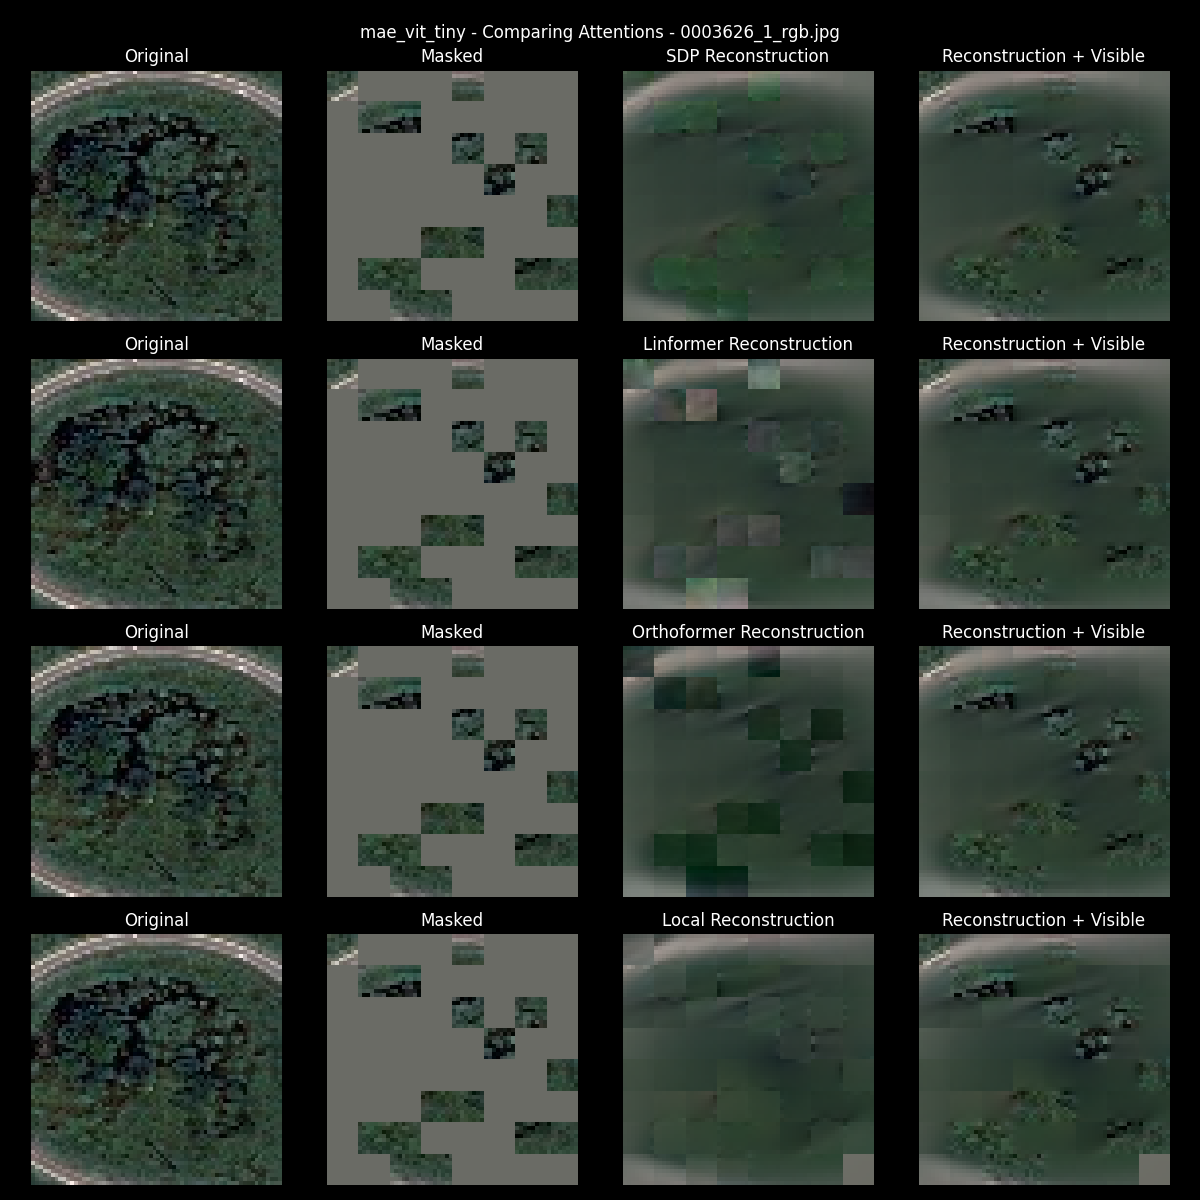 mae_vit_tiny - Comparing Attentions - 0003626_1_rgb.jpg
Original Masked SDP Reconstruction Reconstruction + Visible
Original Masked Linformer Reconstruction Reconstruction + Visible
Original Masked Orthoformer Reconstruction Reconstruction + Visible
Original Masked Local Reconstruction Reconstruction + Visible